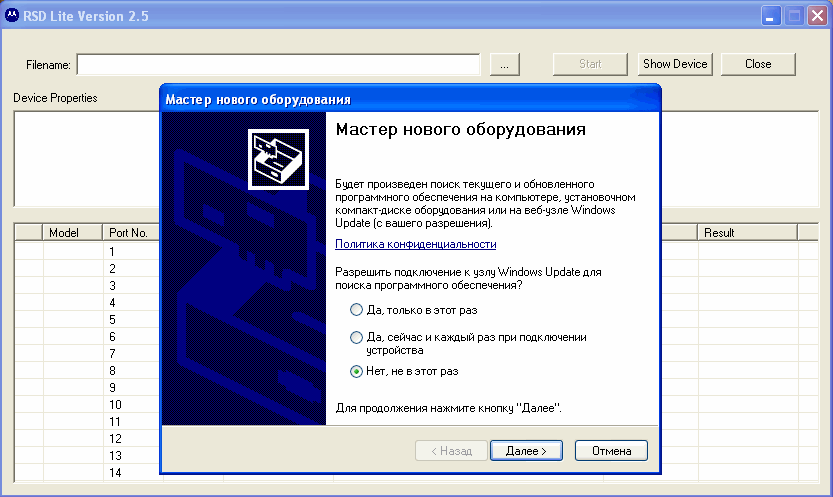 RSD Lite Version 2.5
Filename:
...
Start
Show Device
Close
Device Properties
Model
Port No.
Result
1
2
3
4
5
6
7
8
9
10
11
12
13
14
Мастер нового оборудования
Мастер нового оборудования
Будет произведен поиск текущего и обновленного
программного обеспечения на компьютере, установочном
компакт-диске оборудования или на веб-узле Windows
Update (с вашего разрешения).
Политика конфиденциальности
Разрешить подключение к узлу Windows Update для
поиска программного обеспечения?
Да, только в этот раз
Да, сейчас и каждый раз при подключении
устройства
Нет, не в этот раз
Для продолжения нажмите кнопку "Далее".
< Назад
Далее >
Отмена